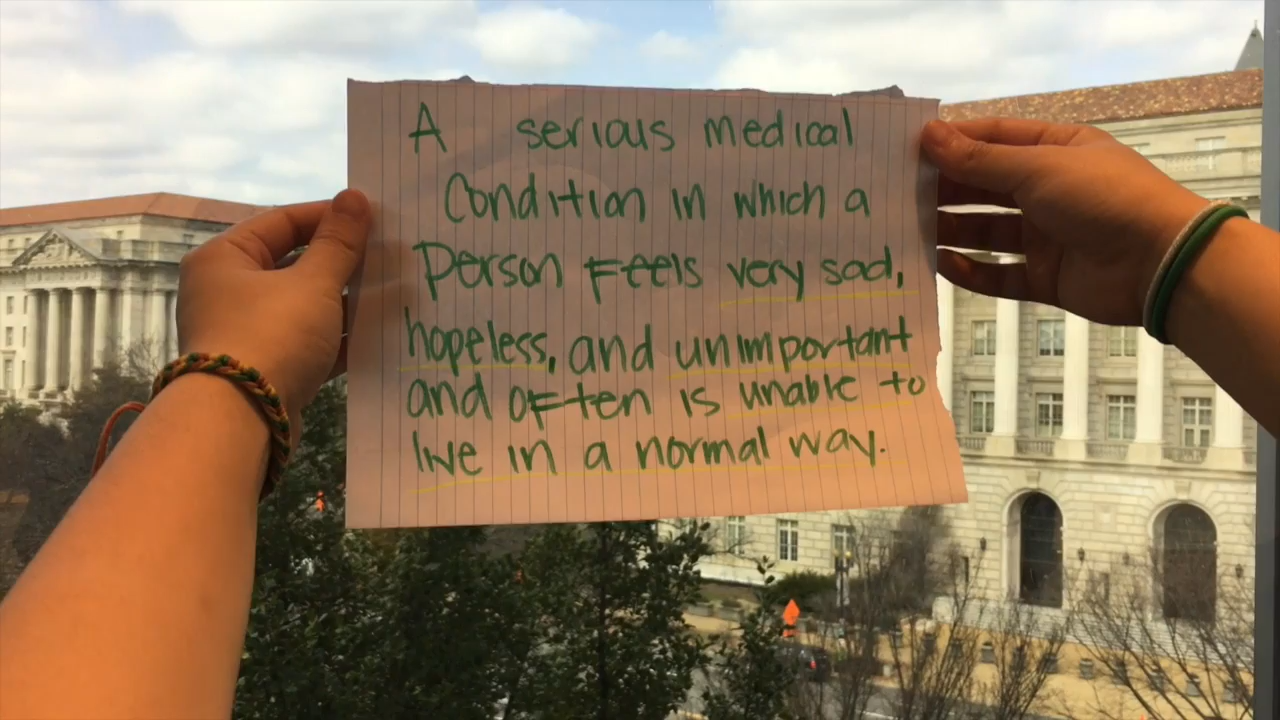 A serious medical
Condition in which a
Person Feels very sad,
hopeless, and unimportant
and often is unable to
live in a normal way.